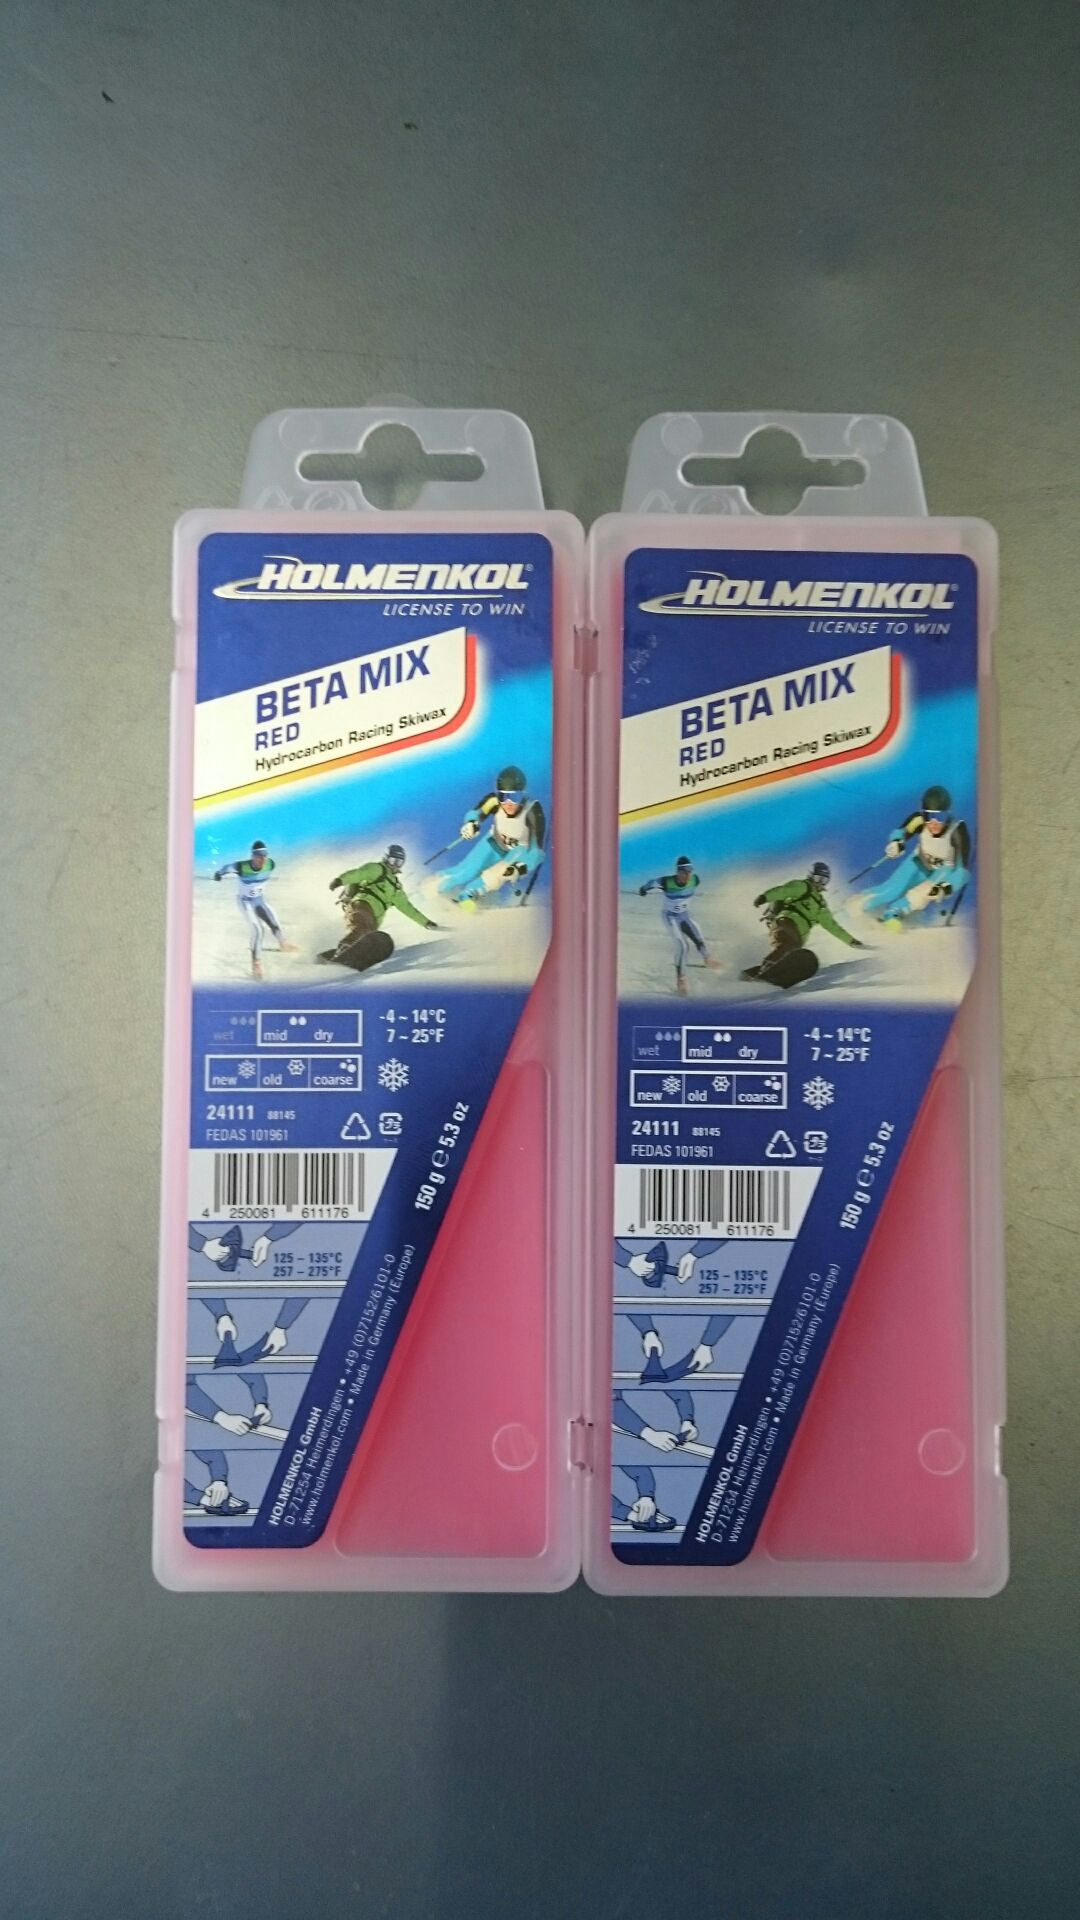 HOLMENKOL®
LICENSE TO WIN
BETA MIX
RED
Hydrocarbon Racing Skiwax
wet mid dry
-4 ~ 14°C
7 ~ 25°F
new old coarse
24111 88145
FEDAS 101961
150 g ℮ 5.3 oz
4 250081 611176
125 – 135°C
257 – 275°F
HOLMENKOL GmbH
D-71254 Heimerdingen • +49 (0)7152/6101-0
www.holmenkol.com • Made in Germany (Europe)
HOLMENKOL®
LICENSE TO WIN
BETA MIX
RED
Hydrocarbon Racing Skiwax
wet mid dry
-4 ~ 14°C
7 ~ 25°F
new old coarse
24111 88145
FEDAS 101961
150 g ℮ 5.3 oz
4 250081 611176
125 – 135°C
257 – 275°F
HOLMENKOL GmbH
D-71254 Heimerdingen • +49 (0)7152/6101-0
www.holmenkol.com • Made in Germany (Europe)